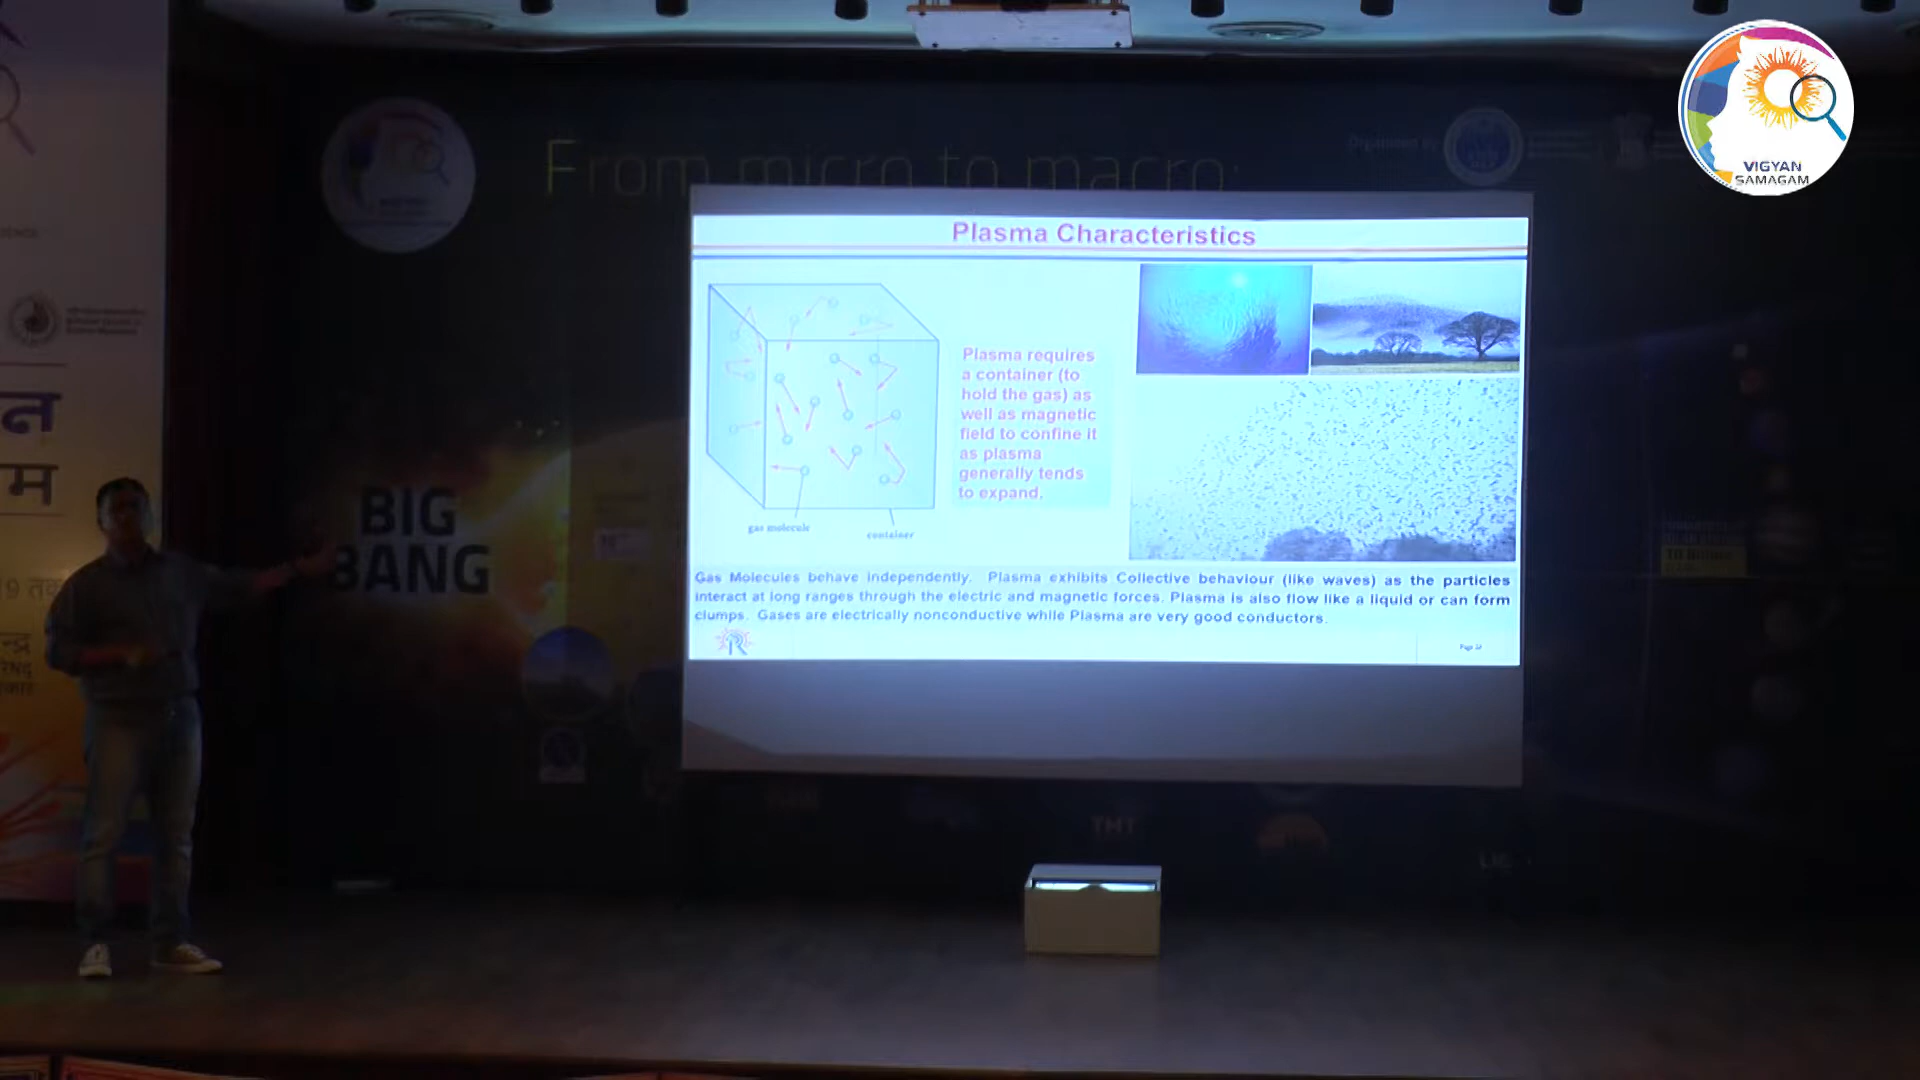 VIGYAN
SAMAGAM
From micro to macro:
Plasma Characteristics
Plasma requires
a container (to
hold the gas) as
well as magnetic
field to confine it
as plasma
generally tends
to expand.
gas molecule
container
Gas Molecules behave independently. Plasma exhibits Collective behaviour (like waves) as the particles
interact at long ranges through the electric and magnetic forces. Plasma is also flow like a liquid or can form
clumps. Gases are electrically nonconductive while Plasma are very good conductors.
BIG
BANG
TMT